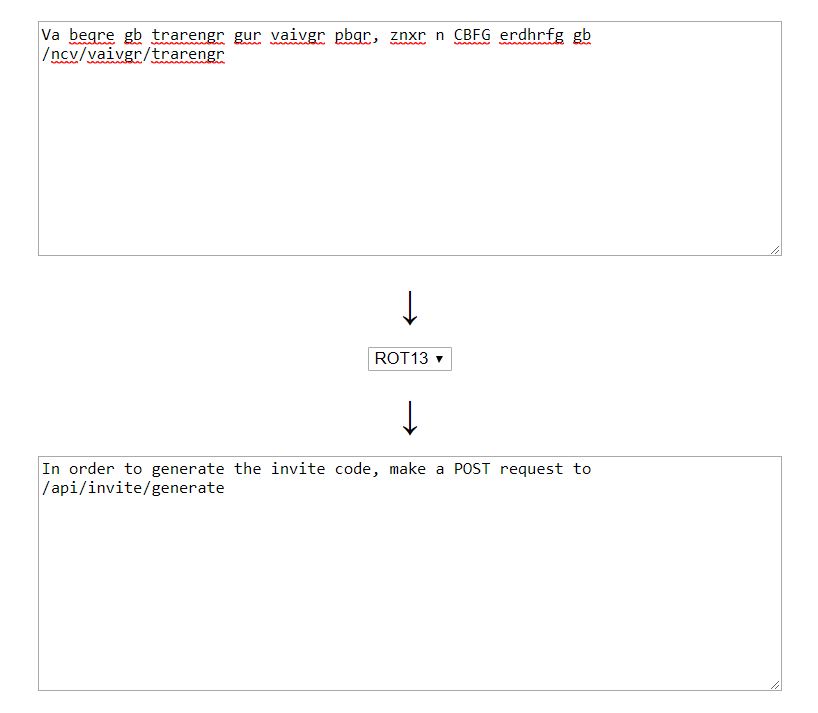 Va beqre gb trarengr gur vaivgr pbqr, znxr n CBFG erdhrfg gb
/ncv/vaivgr/trarengr
↓
ROT13 ▼
↓
In order to generate the invite code, make a POST request to
/api/invite/generate